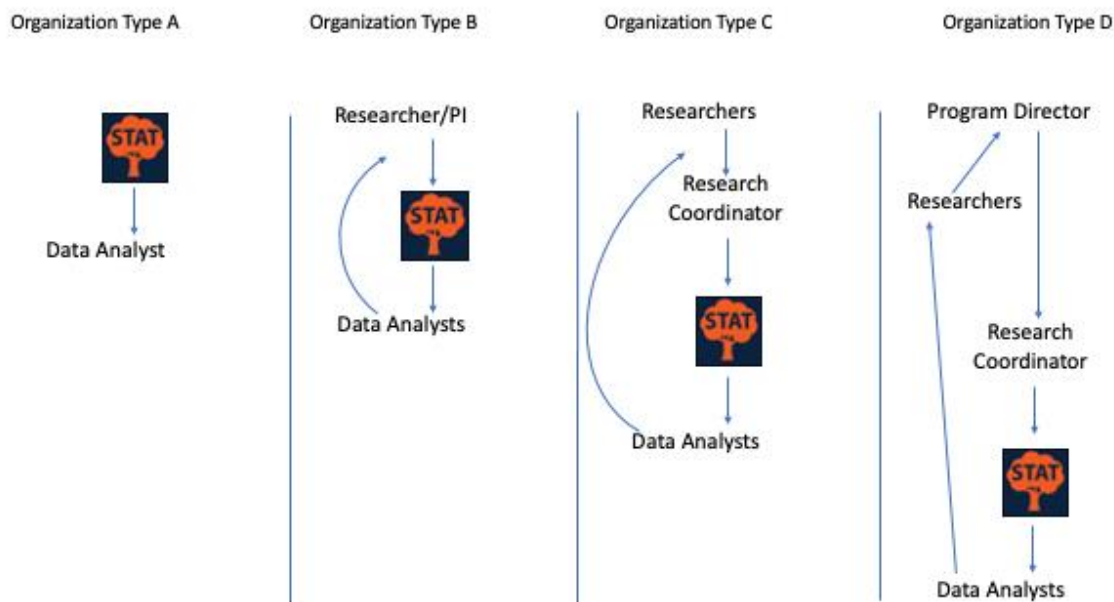 Organization Type A
Organization Type B
Organization Type C
Organization Type D
STAT
Data Analyst
Researcher/PI
STAT
Data Analysts
Researchers
Research
Coordinator
STAT
Data Analysts
Program Director
Researchers
Research
Coordinator
STAT
Data Analysts